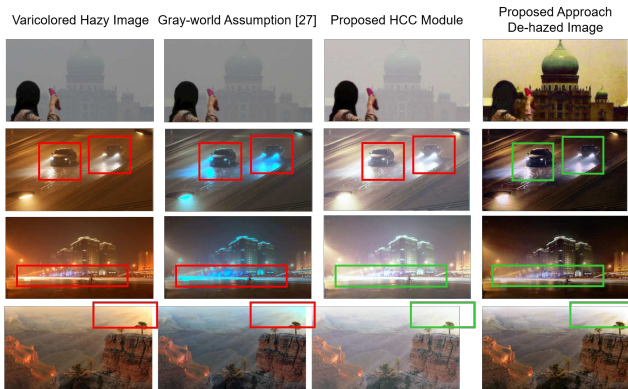 Varicolored Hazy Image
Gray-world Assumption [27]
Proposed HCC Module
Proposed Approach
De-hazed Image